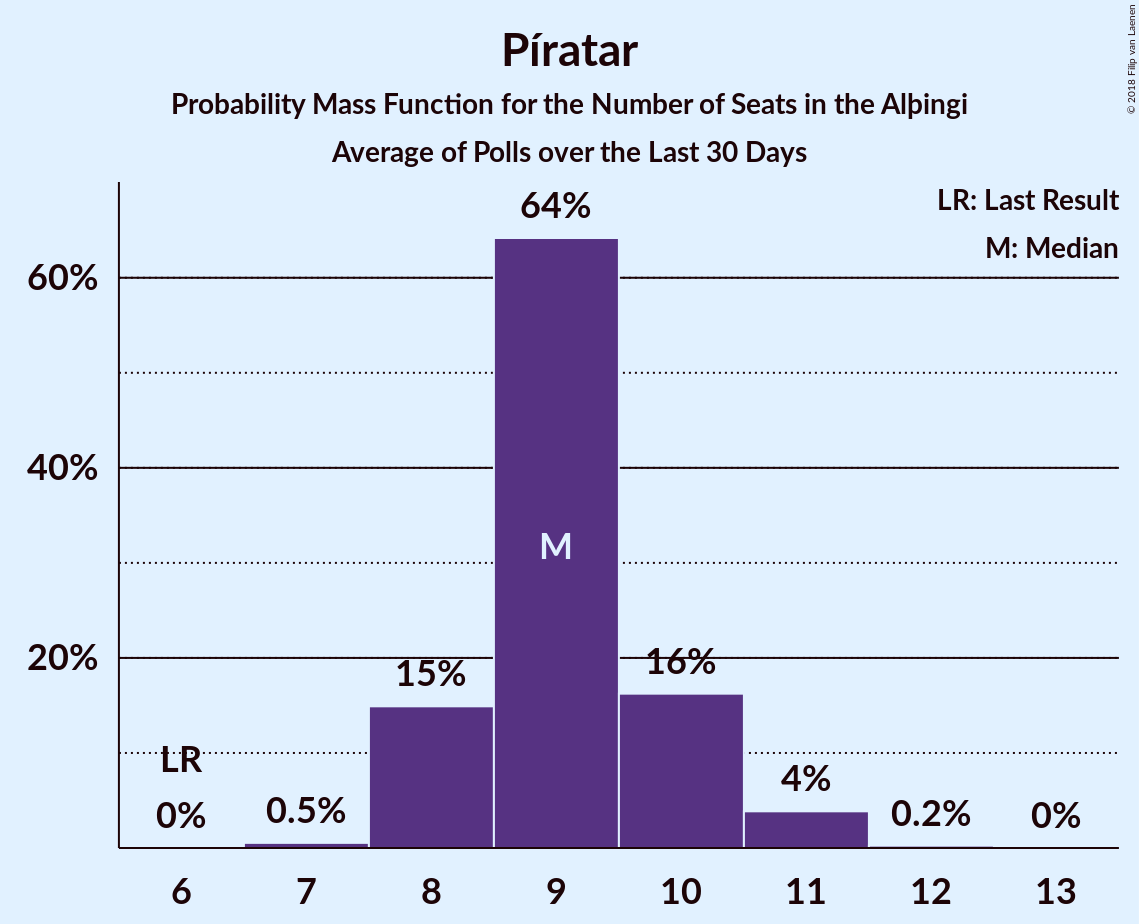 Píratar
Probability Mass Function for the Number of Seats in the Alþingi
Average of Polls over the Last 30 Days
© 2018 Filip van Laenen
LR: Last Result
M: Median
60%
40%
20%
LR
0%
0.5%
15%
64%
M
16%
4%
0.2%
0%
6 7 8 9 10 11 12 13